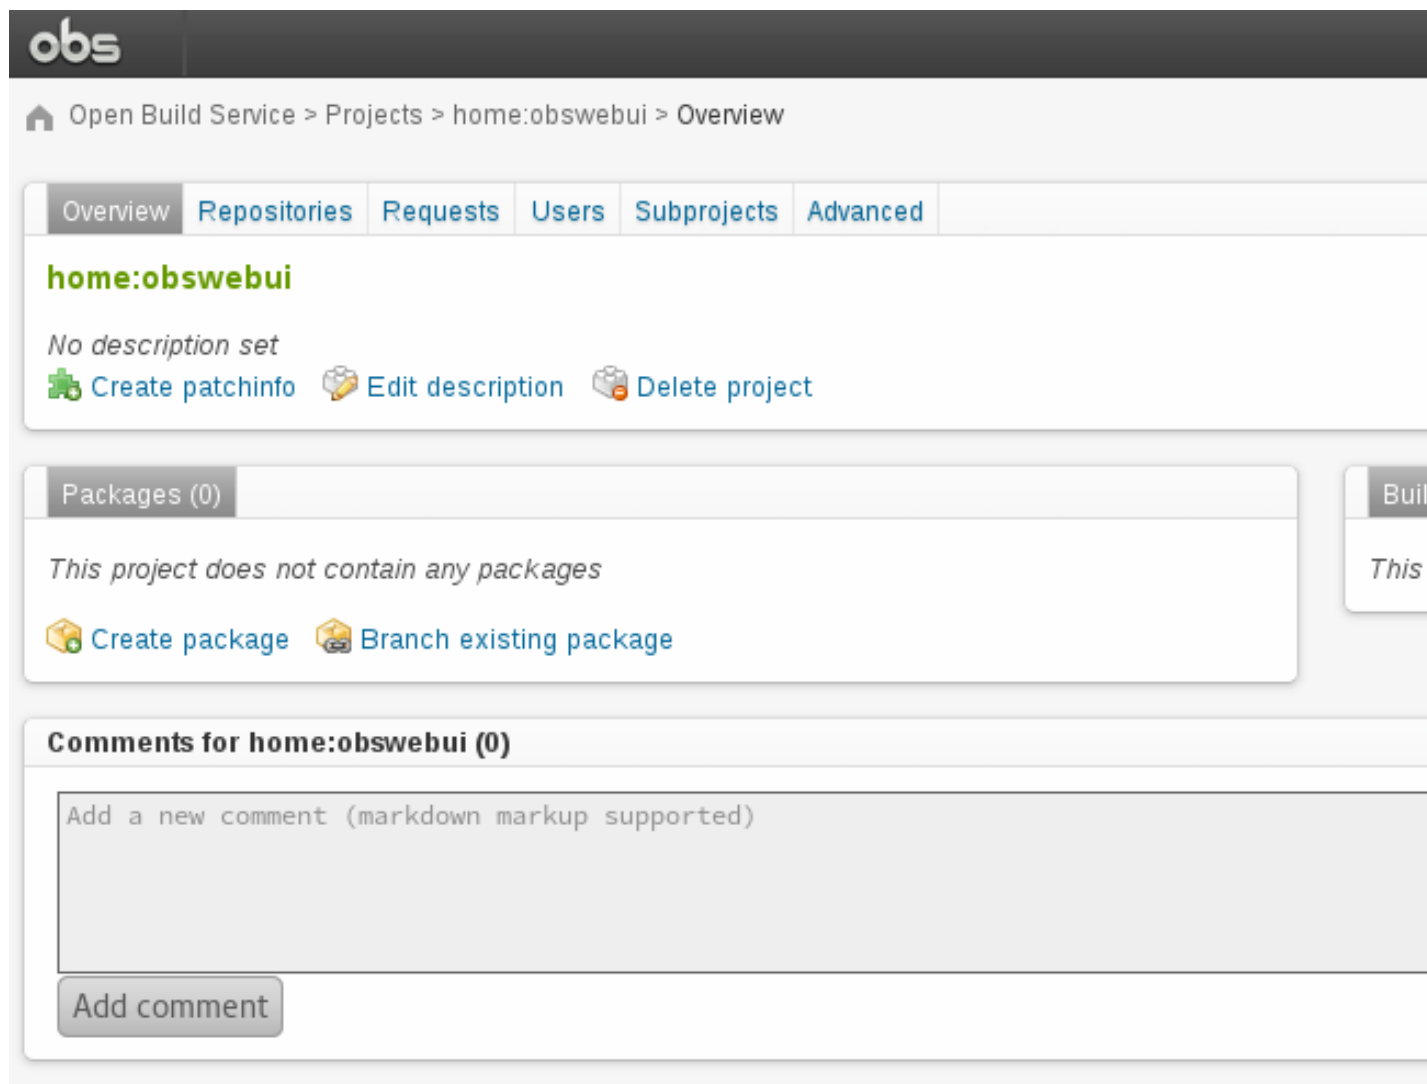 obs
Open Build Service > Projects > home:obswebui > Overview
Overview Repositories Requests Users Subprojects Advanced
home:obswebui
No description set
Create patchinfo Edit description Delete project
Packages (0)
This project does not contain any packages
Create package Branch existing package
Buil
This
Comments for home:obswebui (0)
Add a new comment (markdown markup supported)
Add comment